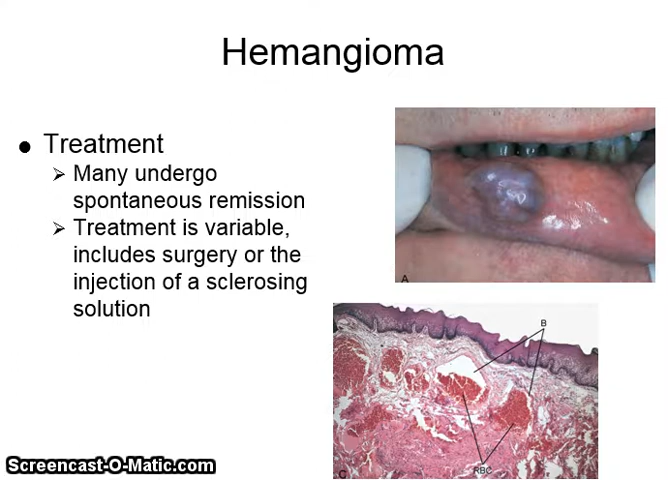 Hemangioma
● Treatment
➢ Many undergo
spontaneous remission
➢ Treatment is variable,
includes surgery or the
injection of a sclerosing
solution
A
B
RBC
C
Screencast-O-Matic.com